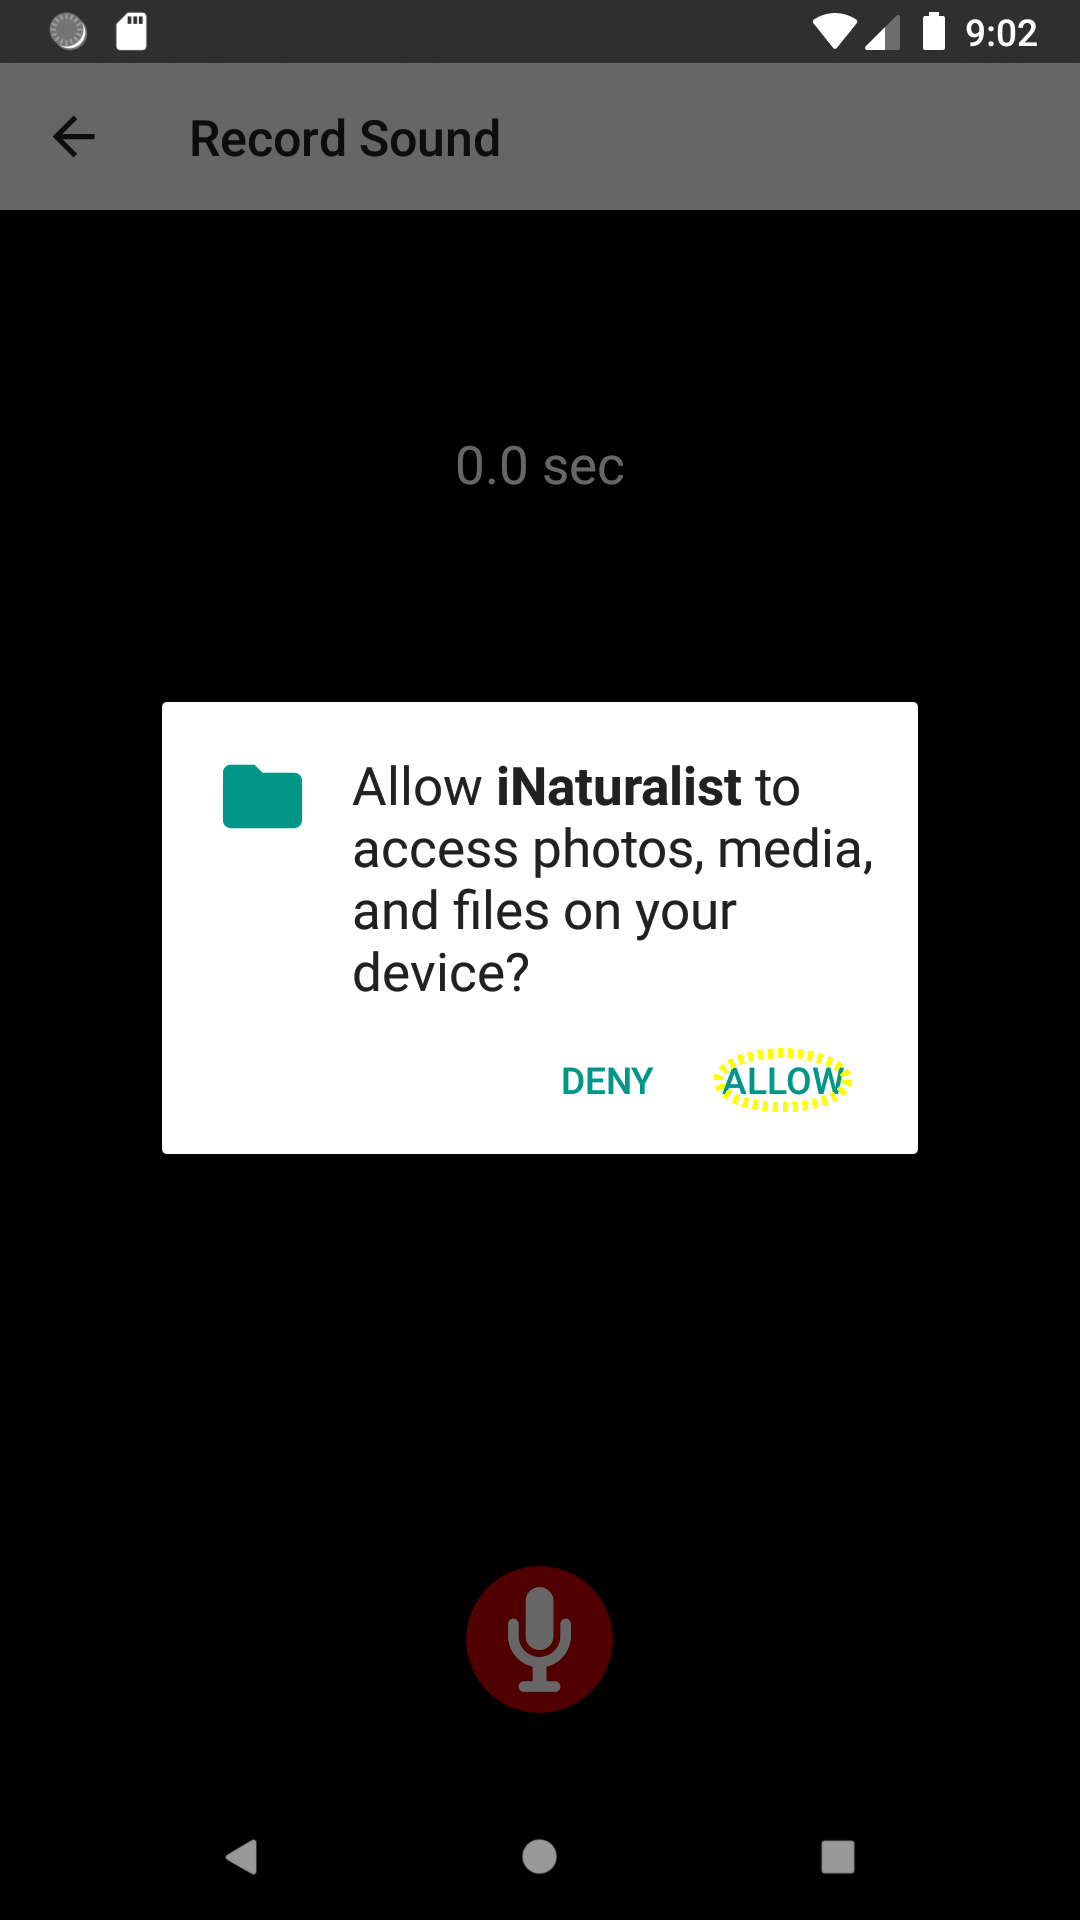 9:02
Record Sound
0.0 sec
Allow iNaturalist to
access photos, media,
and files on your
device?
DENY ALLOW